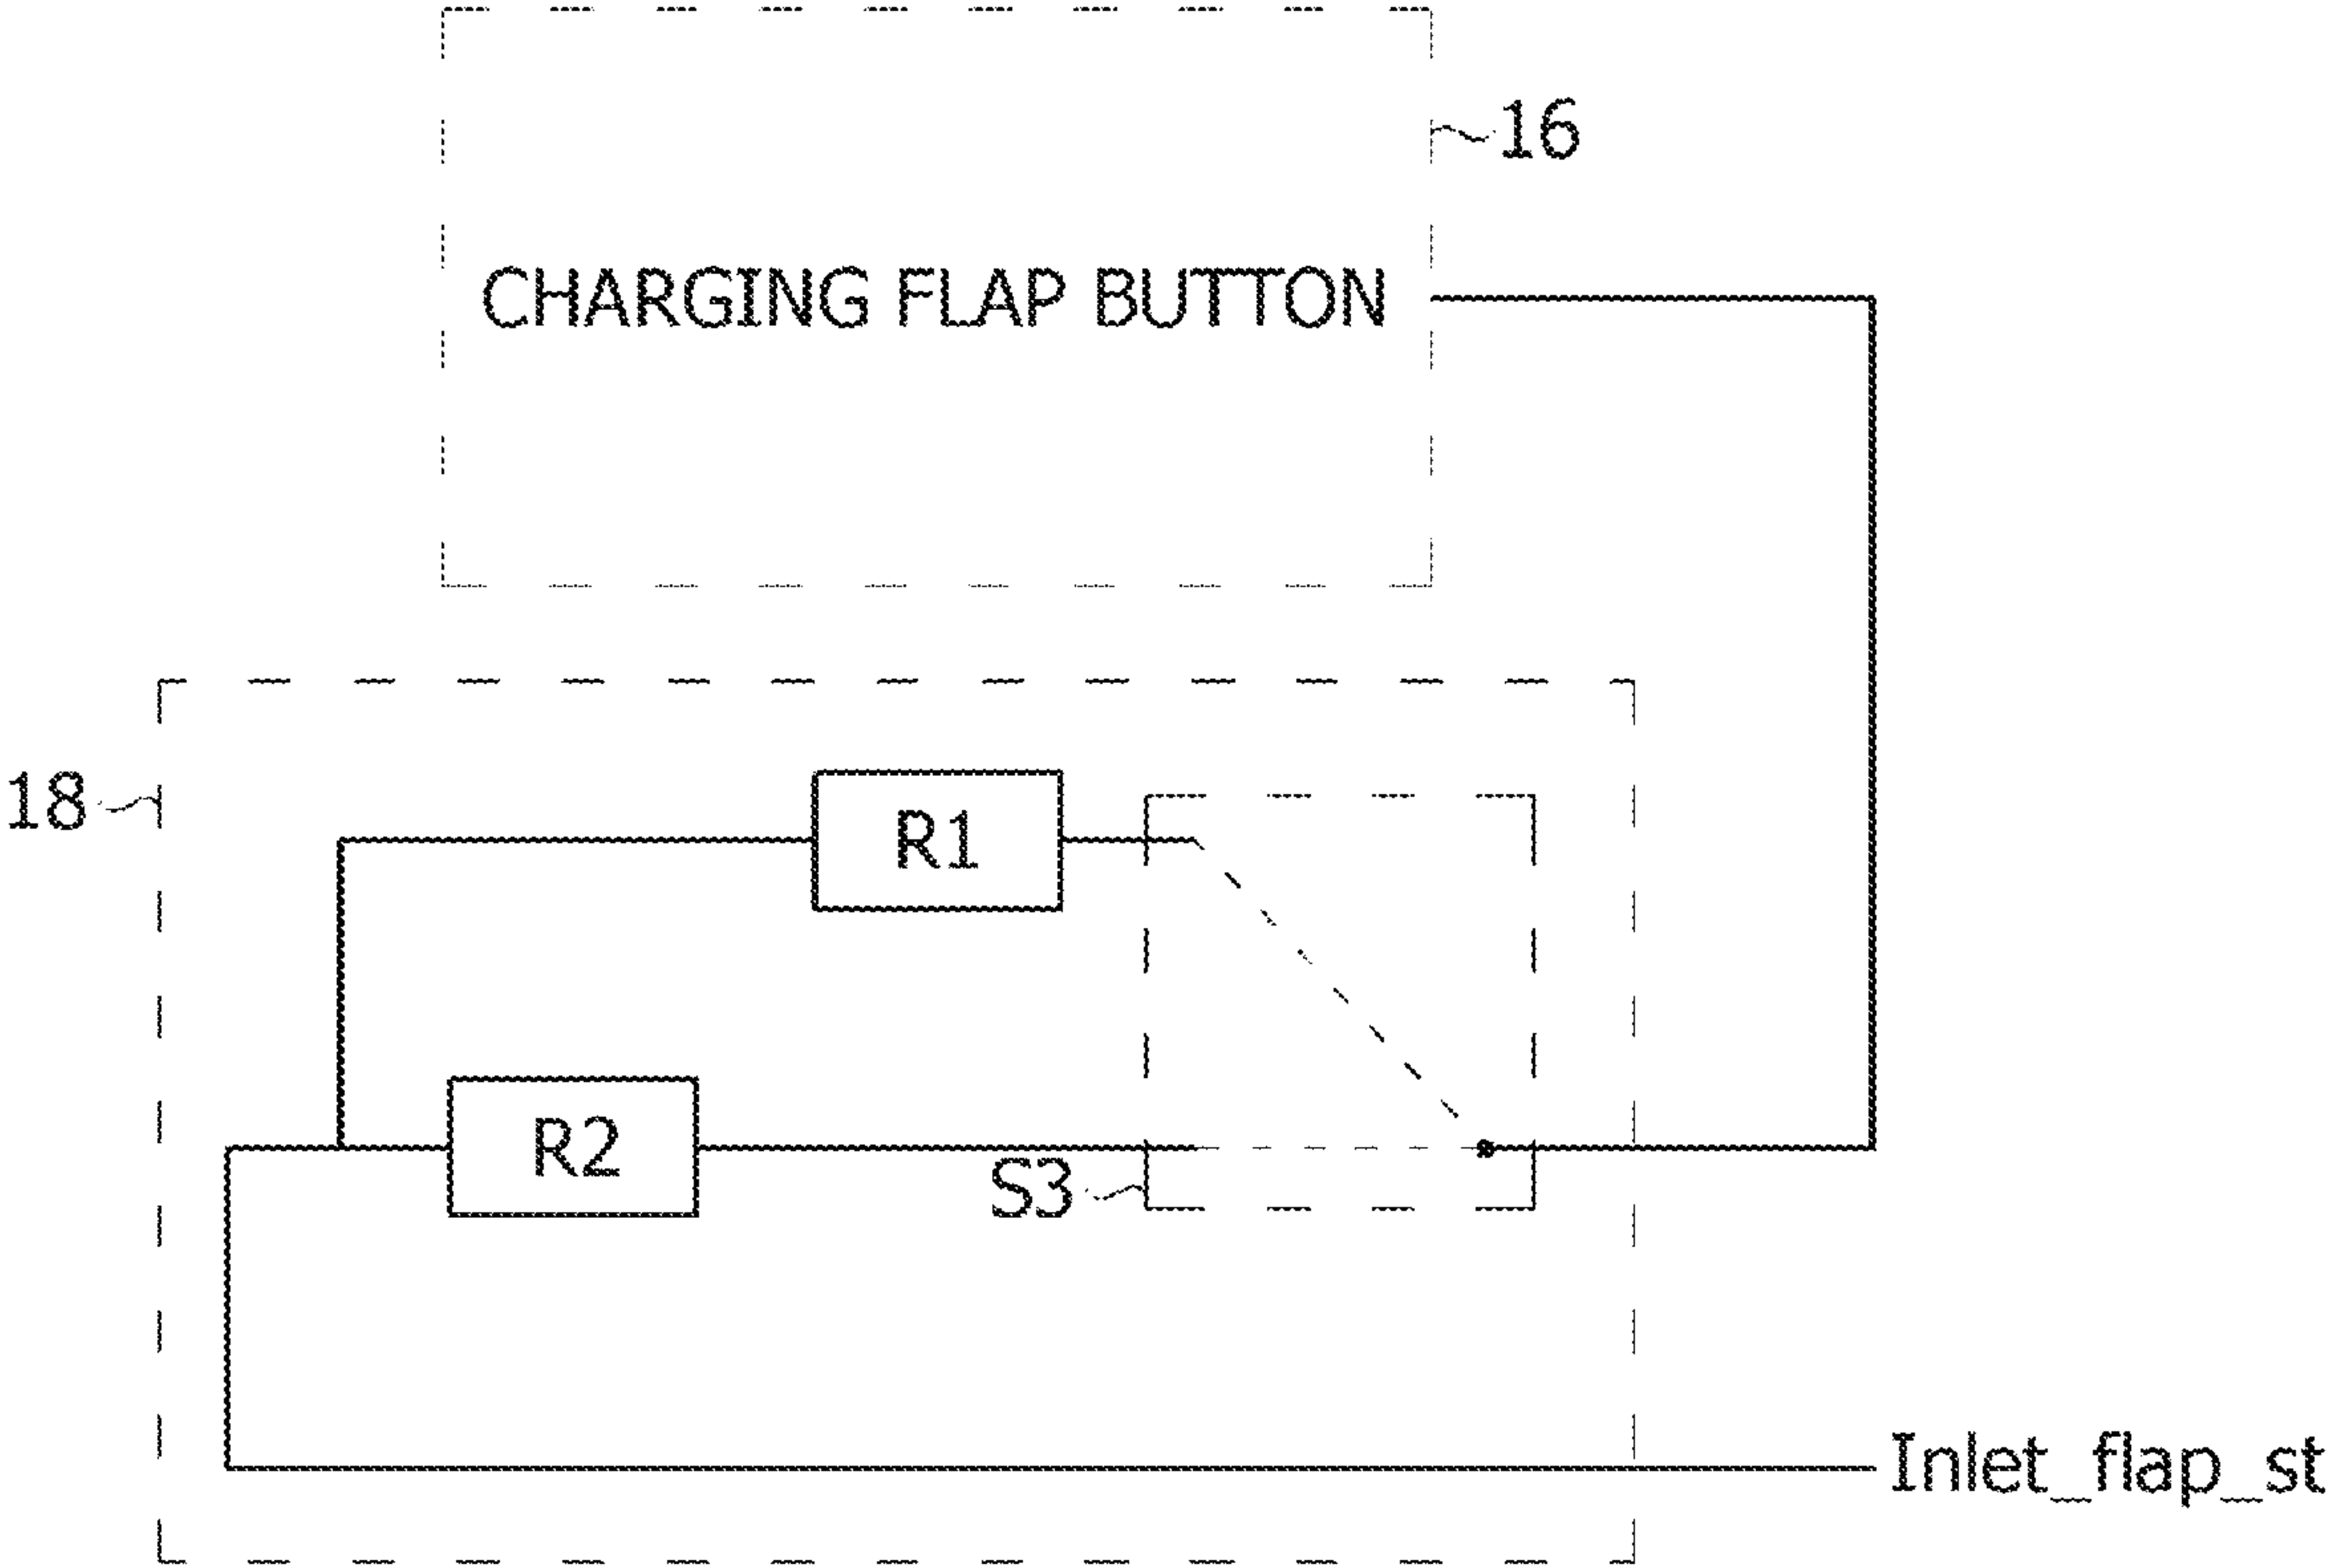 16
CHARGING FLAP BUTTON
18
R1
R2
S3
Inlet_flap_st